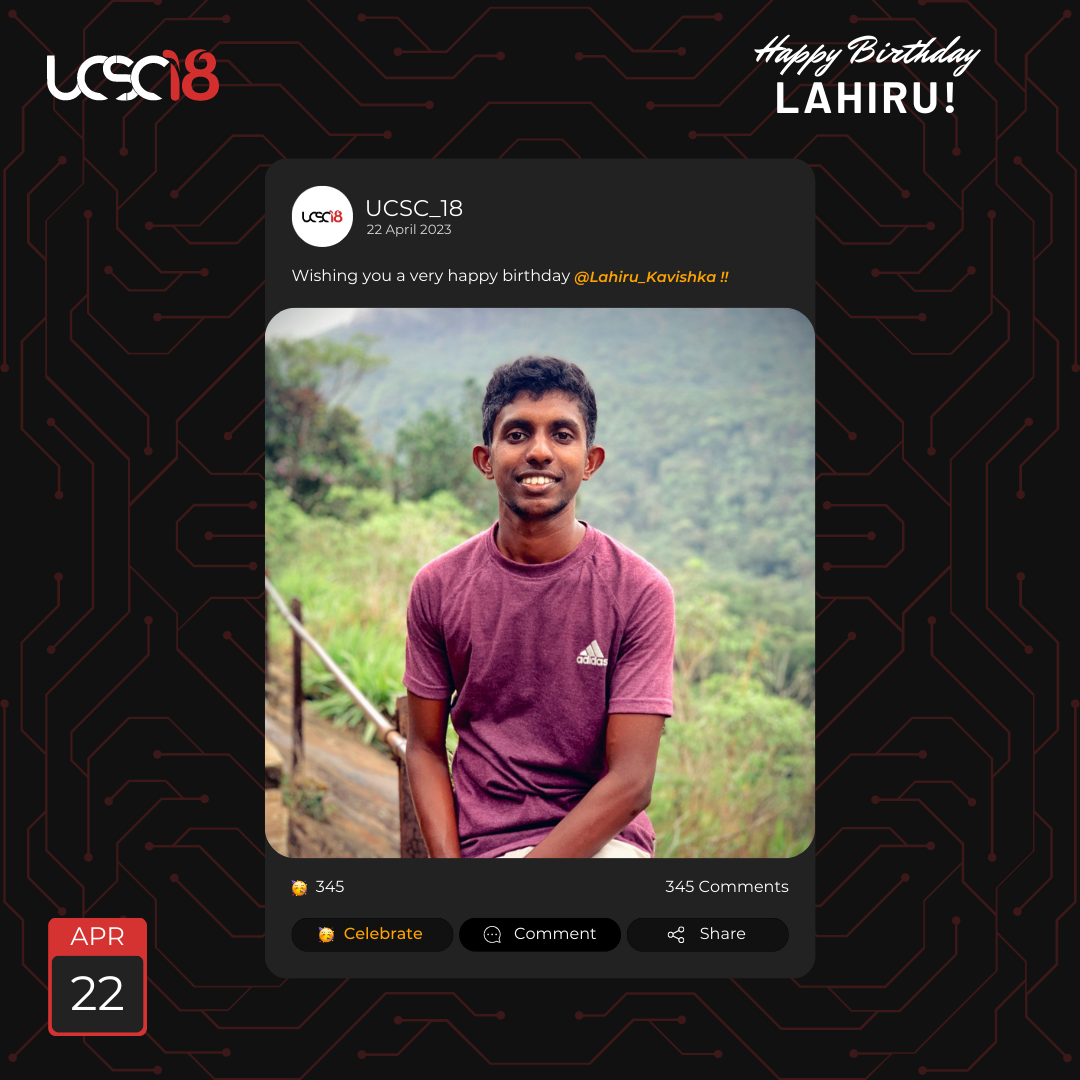 UCSC18
Happy Birthday
LAHIRU!
UCSC18
UCSC_18
22 April 2023
Wishing you a very happy birthday @Lahiru_Kavishka !!
adidas
345
345 Comments
Celebrate
Comment
Share
APR
22